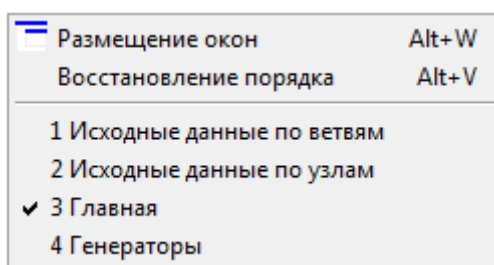 Размещение окон Alt+W
Восстановление порядка Alt+V
1 Исходные данные по ветвям
2 Исходные данные по узлам
3 Главная
4 Генераторы